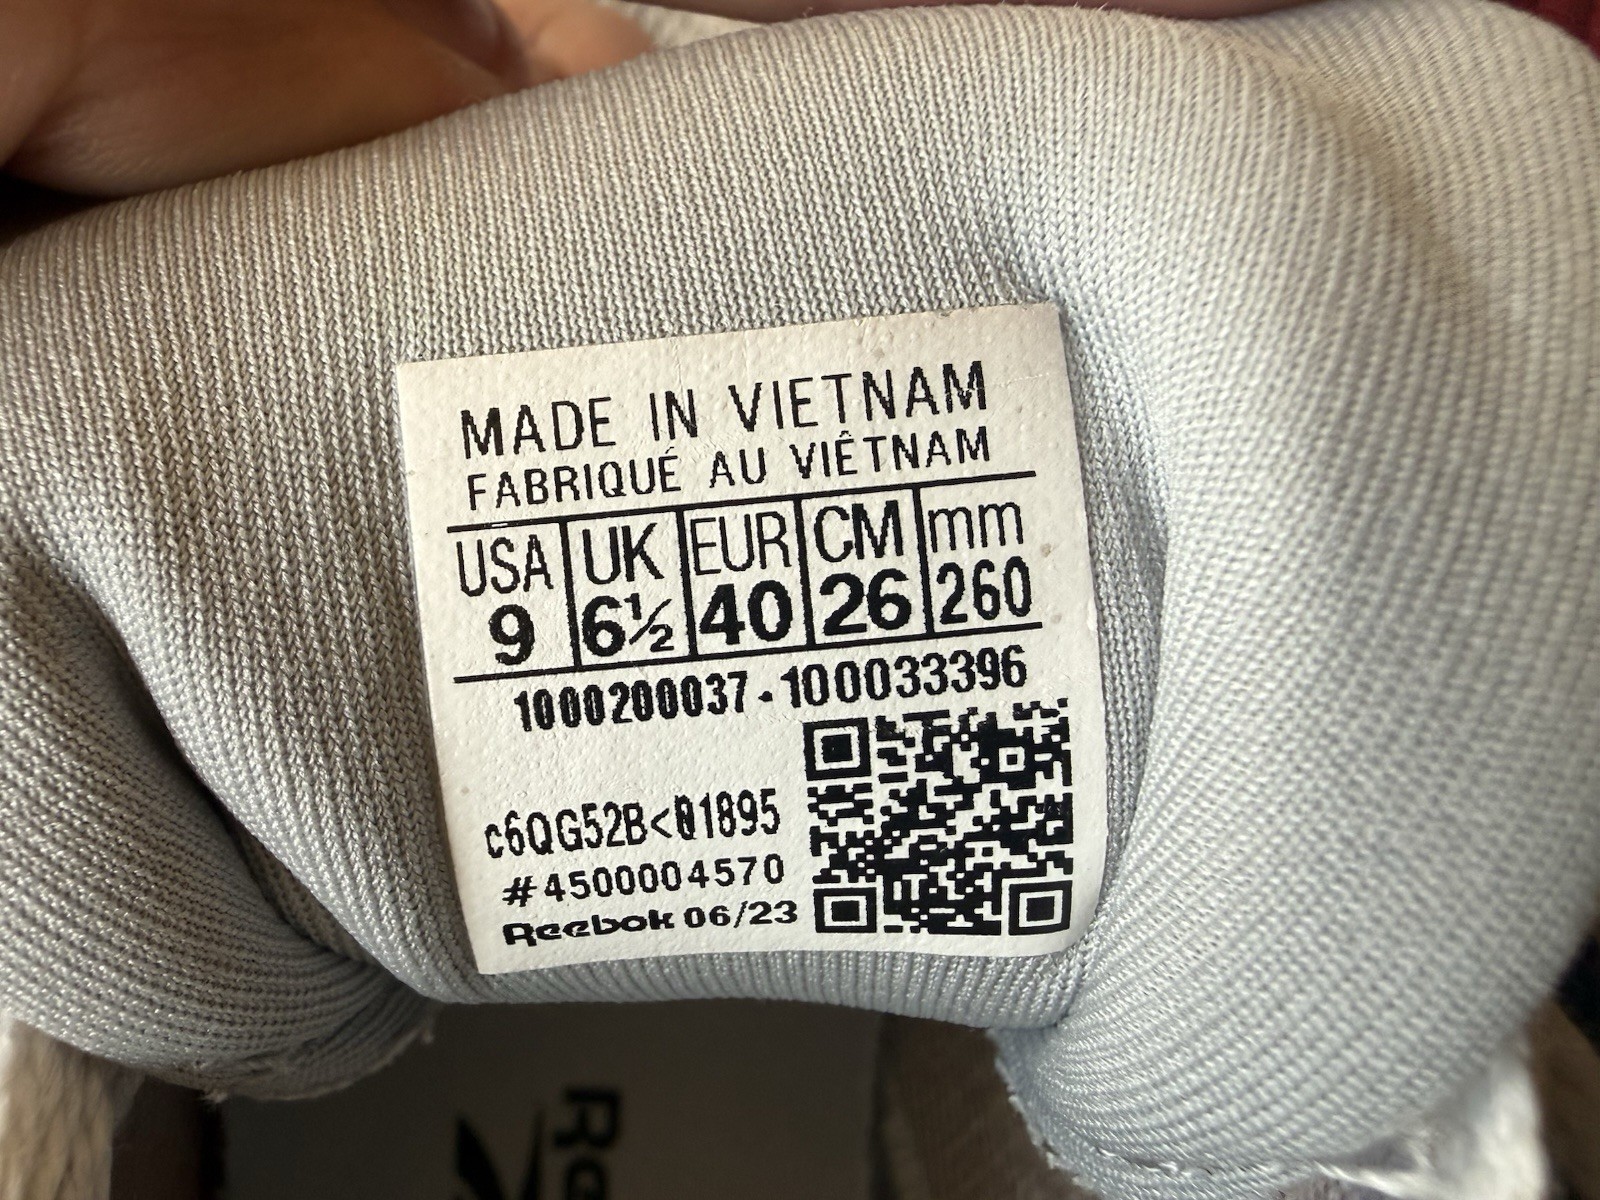 MADE IN VIETNAM
FABRIQUÉ AU VIÊTNAM
USA UK EUR CM mm
9 6½ 40 26 260
1000200037-100033396
c6QG52B<01895
#4500004570
Reebok 06/23